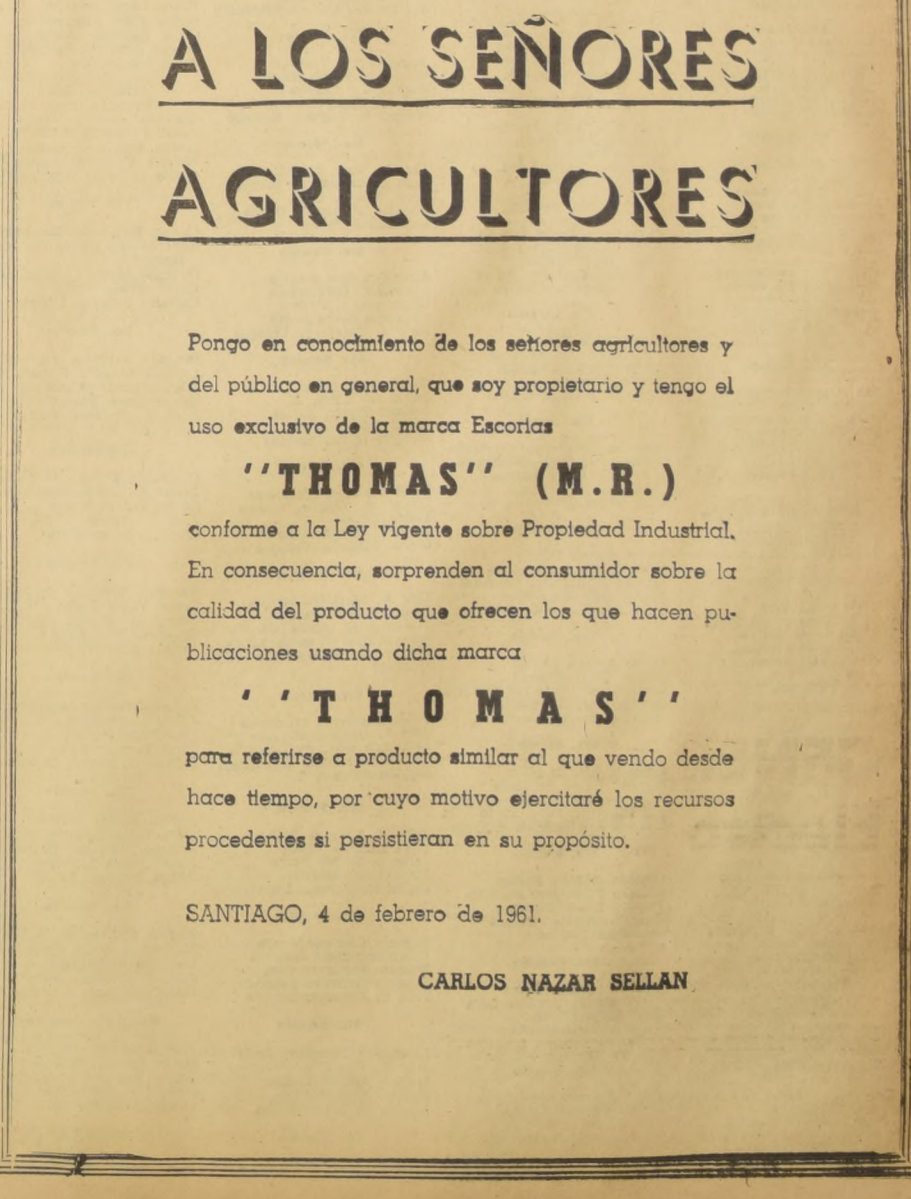 A LOS SEÑORES
AGRICULTORES
Pongo en conocimiento de los señores agricultores y
del público en general, que soy propietario y tengo el
uso exclusivo de la marca Escorias
"THOMAS" (M.R.)
conforme a la Ley vigente sobre Propiedad Industrial.
En consecuencia, sorprenden al consumidor sobre la
calidad del producto que ofrecen los que hacen pu-
blicaciones usando dicha marca
"THOMAS"
para referirse a producto similar al que vendo desde
hace tiempo, por cuyo motivo ejercitaré los recursos
procedentes si persistieran en su propósito.
SANTIAGO, 4 de febrero de 1961.
CARLOS NAZAR SELLAN